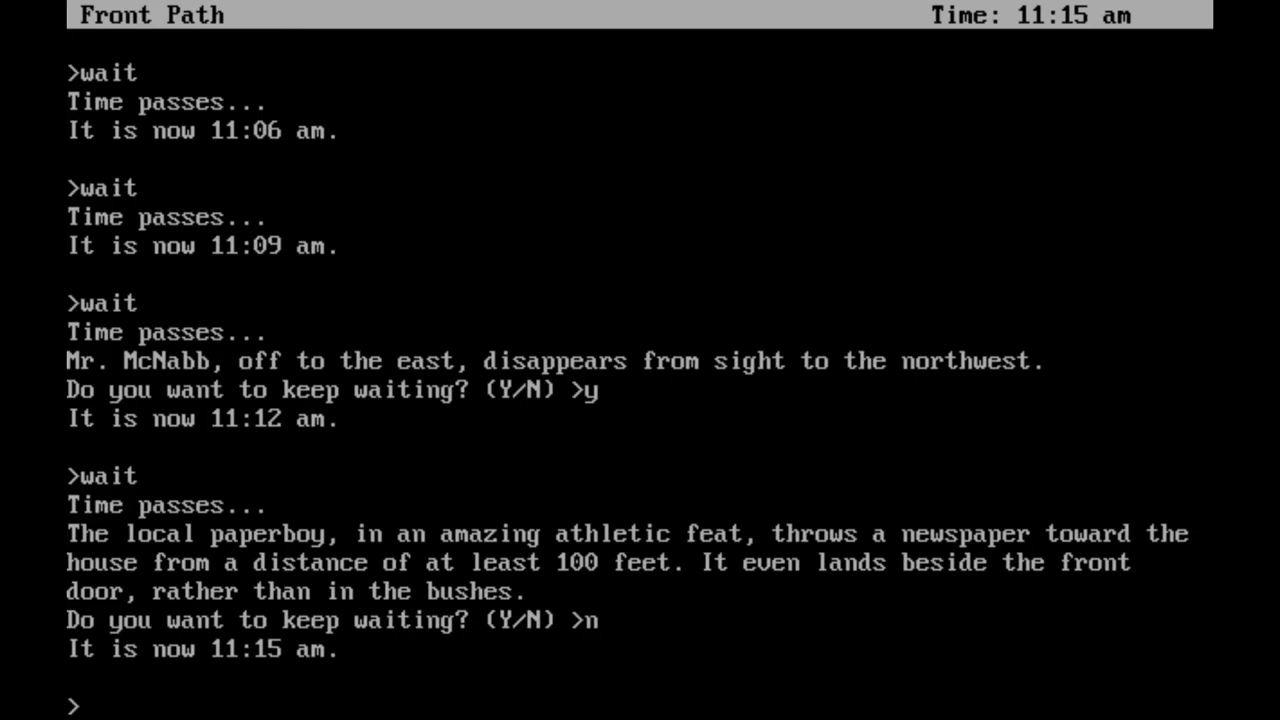 Front Path Time: 11:15 am
>wait
Time passes...
It is now 11:06 am.
>wait
Time passes...
It is now 11:09 am.
>wait
Time passes...
Mr. McNabb, off to the east, disappears from sight to the northwest.
Do you want to keep waiting? (Y/N) >y
It is now 11:12 am.
>wait
Time passes...
The local paperboy, in an amazing athletic feat, throws a newspaper toward the
house from a distance of at least 100 feet. It even lands beside the front
door, rather than in the bushes.
Do you want to keep waiting? (Y/N) >n
It is now 11:15 am.
>